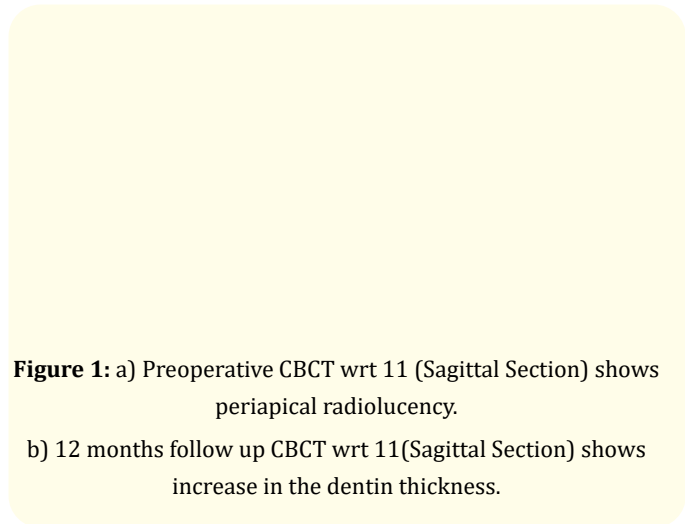 Figure 1: a) Preoperative CBCT wrt 11 (Sagittal Section) shows
periapical radiolucency.
b) 12 months follow up CBCT wrt 11(Sagittal Section) shows
increase in the dentin thickness.